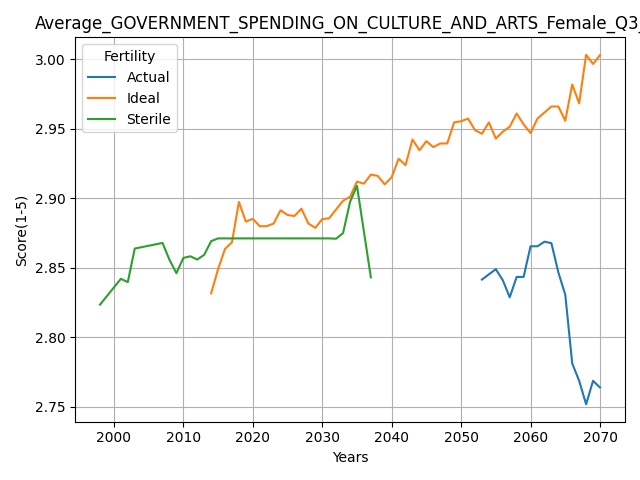 Average_GOVERNMENT_SPENDING_ON_CULTURE_AND_ARTS_Female_Q3_
Fertility
Actual
Ideal
Sterile
Score(1-5)
3.00
2.95
2.90
2.85
2.80
2.75
2000 2010 2020 2030 2040 2050 2060 2070
Years